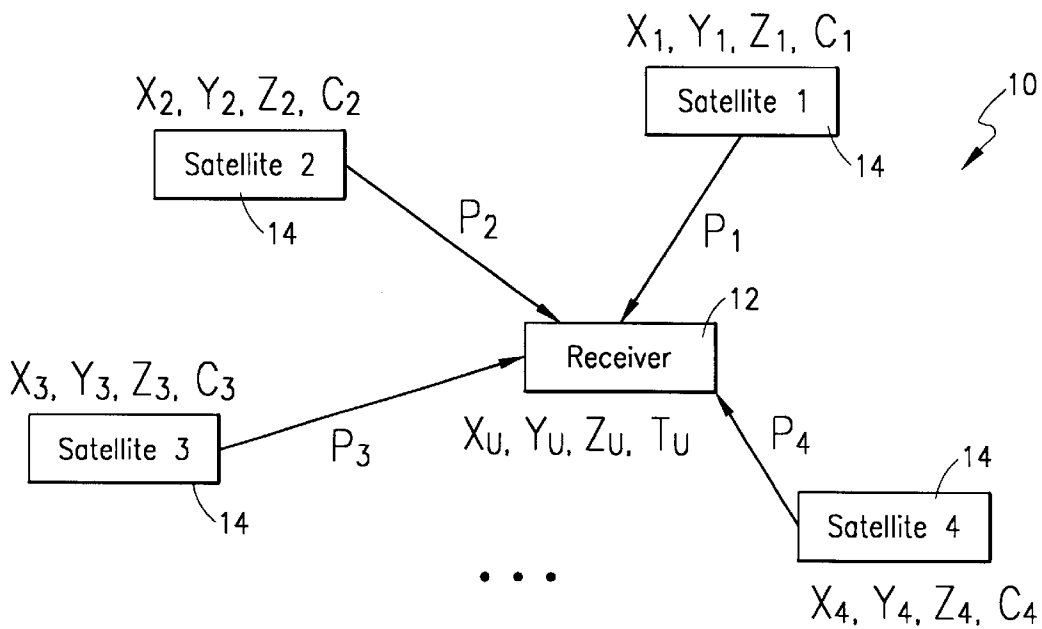 X1, Y1, Z1, C1
Satellite 1
10
14
X2, Y2, Z2, C2
Satellite 2
14
P2
P1
12
Receiver
X3, Y3, Z3, C3
Satellite 3
14
P3
XU, YU, ZU, TU
P4
14
Satellite 4
X4, Y4, Z4, C4
• • •